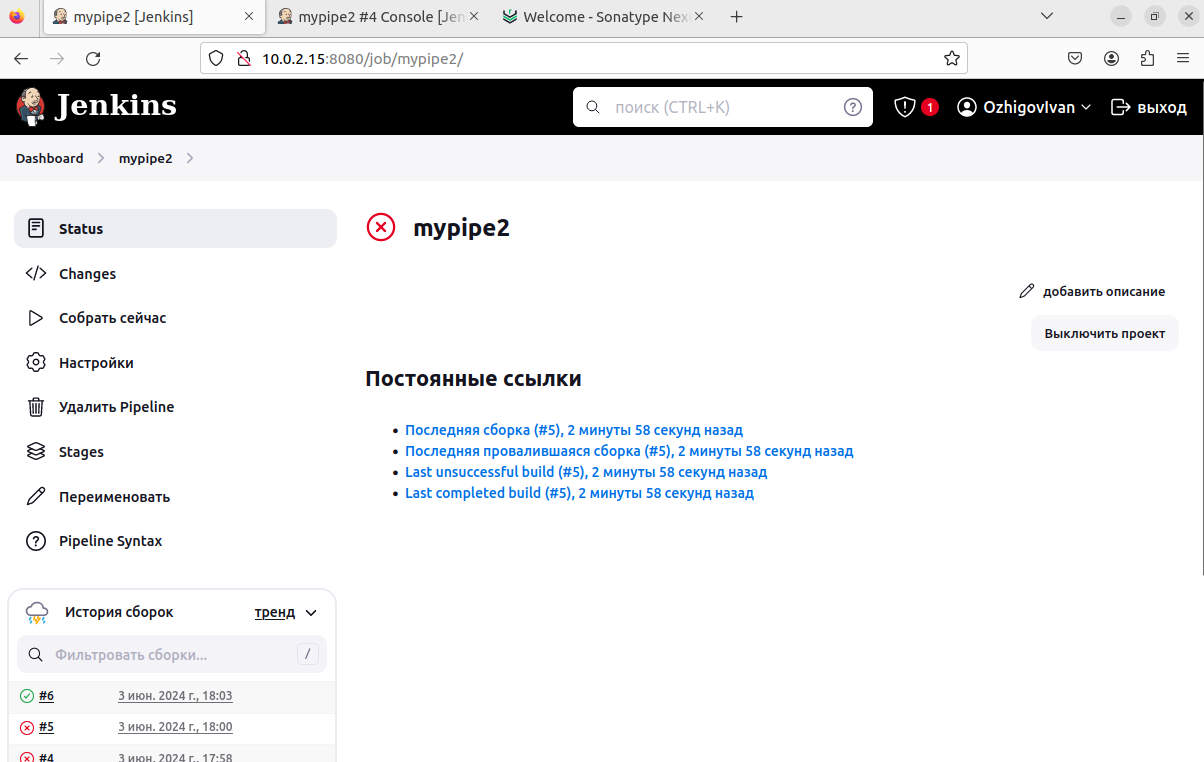 mypipe2 [Jenkins]
mypipe2 #4 Console [Jen
Welcome - Sonatype Nex
10.0.2.15:8080/job/mypipe2/
Jenkins
поиск (CTRL+K)
1
OzhigovIvan
выход
Dashboard
mypipe2
Status
Changes
Собрать сейчас
Настройки
Удалить Pipeline
Stages
Переименовать
Pipeline Syntax
История сборок
тренд
Фильтровать сборки...
/
#6 3 июн. 2024 г., 18:03
#5 3 июн. 2024 г., 18:00
#4 3 июн. 2024 г., 17:58
mypipe2
добавить описание
Выключить проект
Постоянные ссылки
Последняя сборка (#5), 2 минуты 58 секунд назад
Последняя провалившаяся сборка (#5), 2 минуты 58 секунд назад
Last unsuccessful build (#5), 2 минуты 58 секунд назад
Last completed build (#5), 2 минуты 58 секунд назад